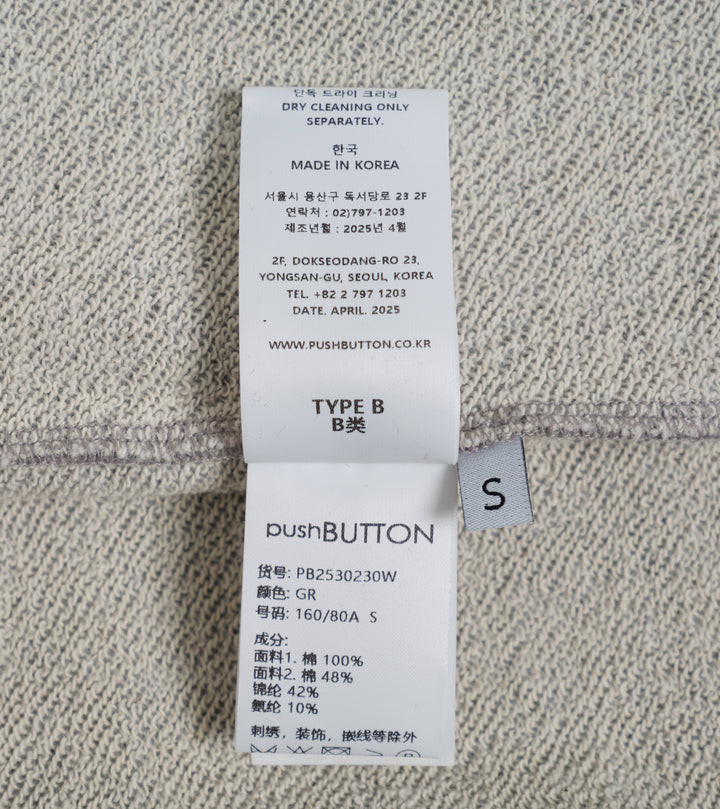 단독 드라이 크리닝
DRY CLEANING ONLY
SEPARATELY.
한국
MADE IN KOREA
서울시 용산구 독서당로 23 2F
연락처 : 02)797-1203
제조년월 : 2025년 4월
2F, DOKSEODANG-RO 23,
YONGSAN-GU, SEOUL, KOREA
TEL. +82 2 797 1203
DATE. APRIL. 2025
WWW.PUSHBUTTON.CO.KR
TYPE B
B类
S
pushBUTTON
货号: PB2530230W
颜色: GR
号码: 160/80A S
成分:
面料1. 棉 100%
面料2. 棉 48%
锦纶 42%
氨纶 10%
刺绣，装饰，嵌线等除外